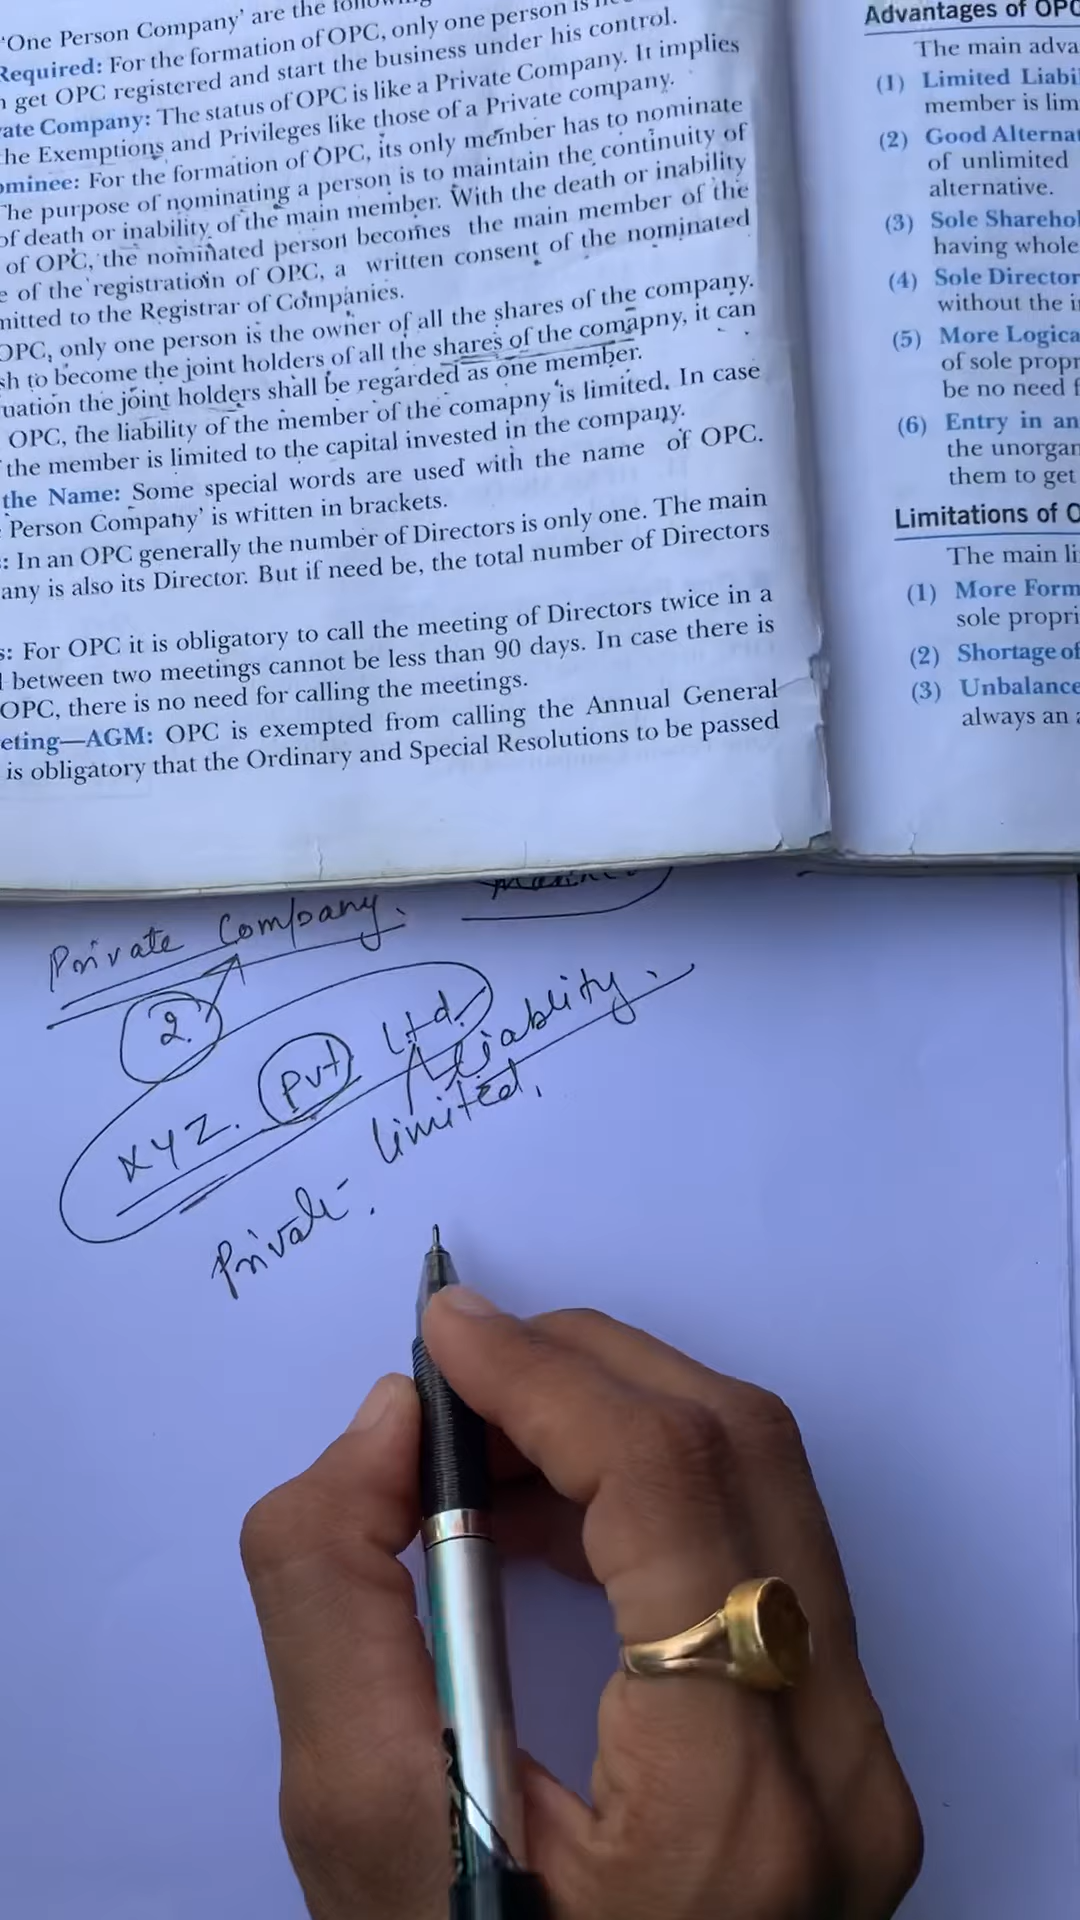 'One Person Company' are the following
Required: For the formation of OPC, only one person is
get OPC registered and start the business under his control.
ate Company: The status of OPC is like a Private Company. It implies
he Exemptions and Privileges like those of a Private company.
ominee: For the formation of OPC, its only member has to nominate
The purpose of nominating a person is to maintain the continuity of
of death or inability of the main member. With the death or inability
of OPC, the nominated person becomes the main member of the
e of the registratioin of OPC, a written consent of the nominated
mitted to the Registrar of Companies.
OPC, only one person is the owner of all the shares of the company.
sh to become the joint holders of all the shares of the comapny, it can
uation the joint holders shall be regarded as one member.
OPC, the liability of the member of the comapny is limited. In case
the member is limited to the capital invested in the company.
the Name: Some special words are used with the name of OPC.
Person Company' is written in brackets.
: In an OPC generally the number of Directors is only one. The main
any is also its Director. But if need be, the total number of Directors
s: For OPC it is obligatory to call the meeting of Directors twice in a
between two meetings cannot be less than 90 days. In case there is
OPC, there is no need for calling the meetings.
eting—AGM: OPC is exempted from calling the Annual General
is obligatory that the Ordinary and Special Resolutions to be passed
Advantages of OPC
The main adva
(1) Limited Liabi
member is lim
(2) Good Alternat
of unlimited
alternative.
(3) Sole Sharehol
having whole
(4) Sole Director
without the i
(5) More Logica
of sole propr
be no need f
(6) Entry in an
the unorgan
them to get
Limitations of O
The main li
(1) More Form
sole propri
(2) Shortage of
(3) Unbalance
always an a
Private Company.
2.
XYZ. Pvt Ltd.
Liablity.
limited.
Private.